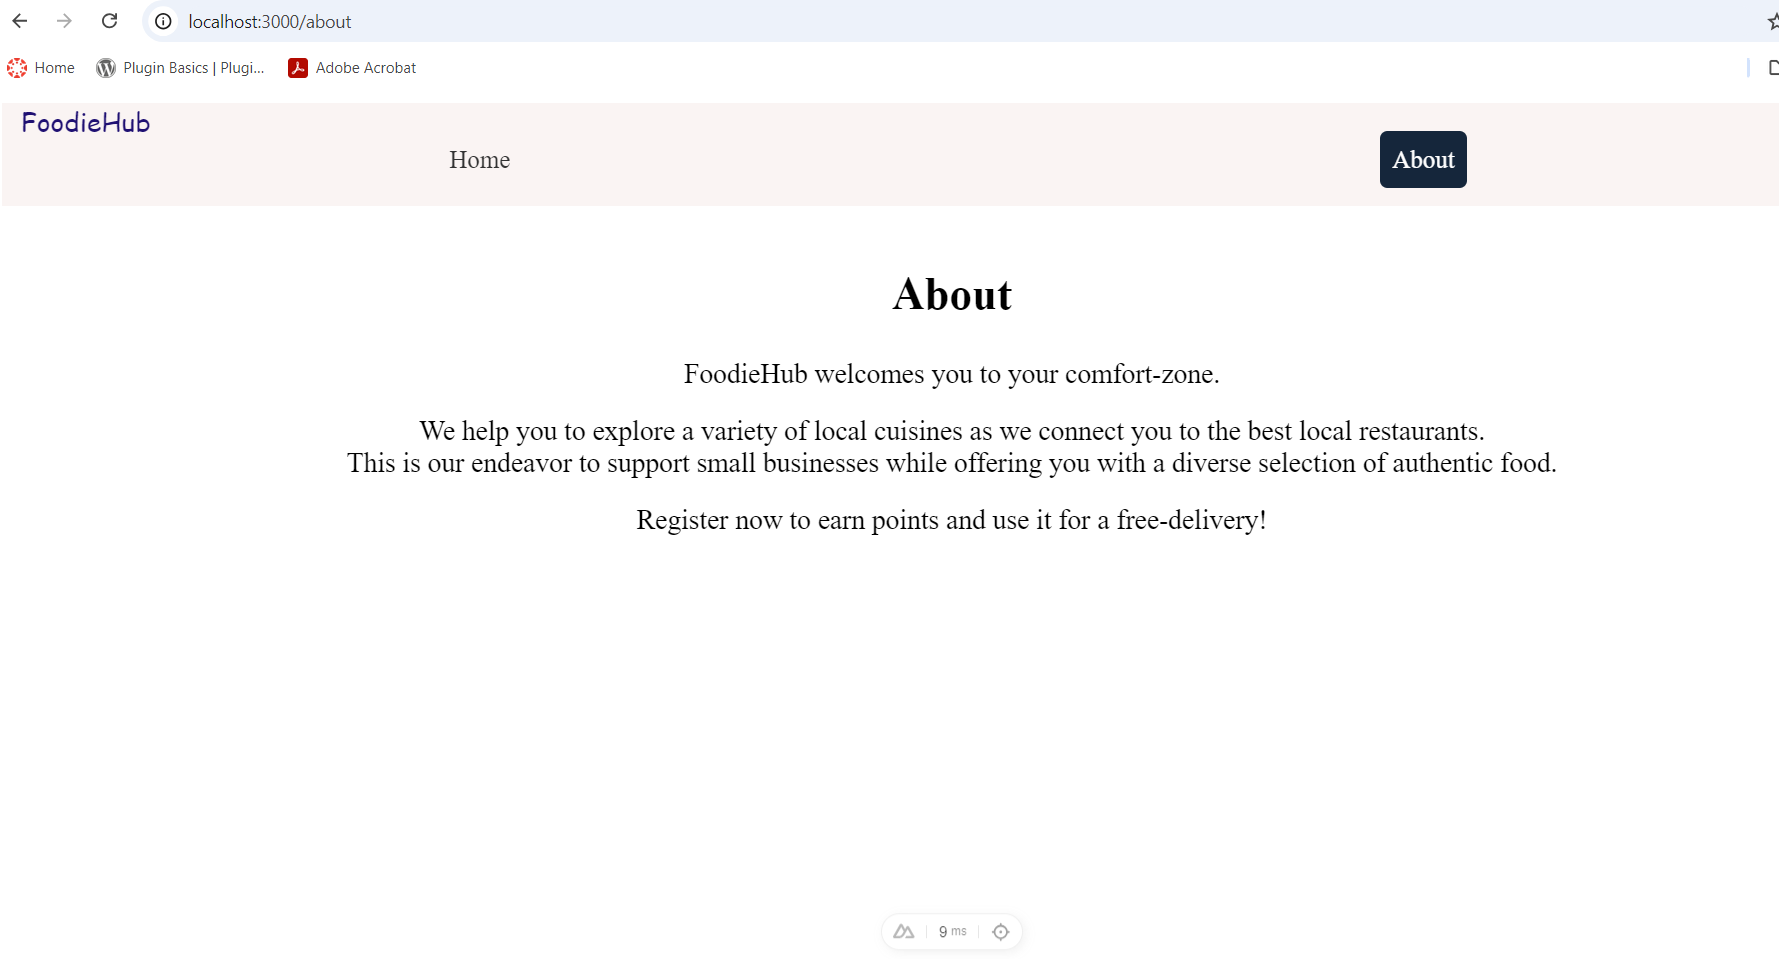 localhost:3000/about
Home
Plugin Basics | Plugi...
Adobe Acrobat
FoodieHub
Home
About
About
FoodieHub welcomes you to your comfort-zone.
We help you to explore a variety of local cuisines as we connect you to the best local restaurants.
This is our endeavor to support small businesses while offering you with a diverse selection of authentic food.
Register now to earn points and use it for a free-delivery!
9 ms